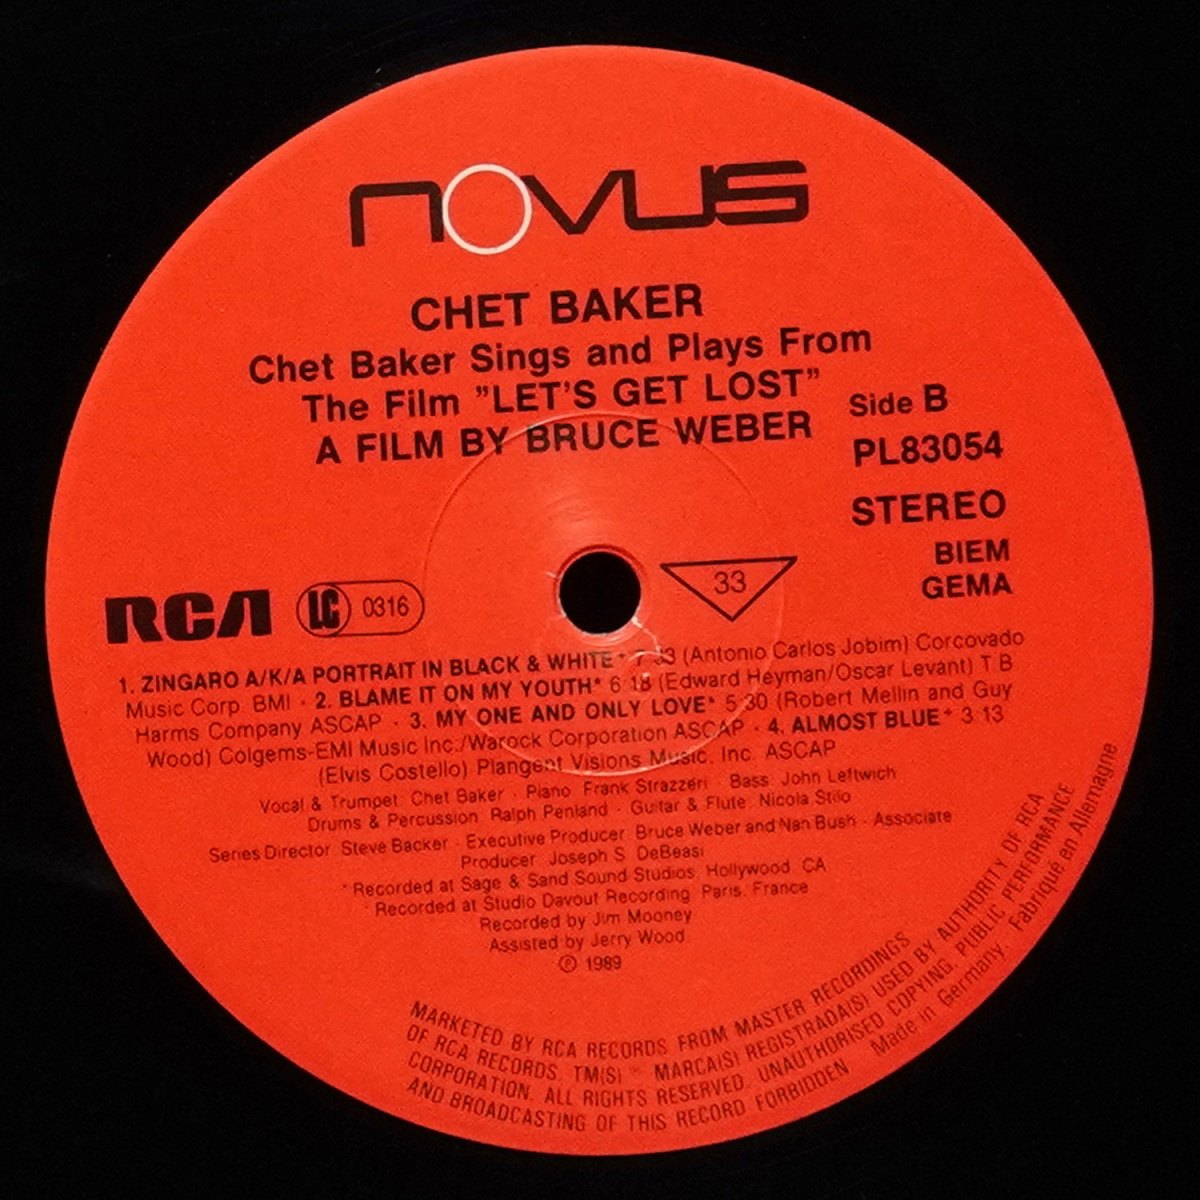 novus
CHET BAKER
Chet Baker Sings and Plays From
The Film "LET'S GET LOST"
A FILM BY BRUCE WEBER
Side B
PL83054
STEREO
BIEM
GEMA
RCA LC 0316
33
1. ZINGARO A/K/A PORTRAIT IN BLACK & WHITE+ 7:33 (Antonio Carlos Jobim) Corcovado
Music Corp. BMI · 2. BLAME IT ON MY YOUTH* 6:18 (Edward Heyman/Oscar Levant) T.B.
Harms Company ASCAP · 3. MY ONE AND ONLY LOVE* 5:30 (Robert Mellin and Guy
Wood) Colgems-EMI Music Inc./Warock Corporation ASCAP · 4. ALMOST BLUE+ 3:13
(Elvis Costello) Plangent Visions Music, Inc. ASCAP
Vocal & Trumpet: Chet Baker · Piano: Frank Strazzeri · Bass: John Leftwich
Drums & Percussion: Ralph Penland · Guitar & Flute: Nicola Stilo
Series Director: Steve Backer · Executive Producer: Bruce Weber and Nan Bush · Associate
Producer: Joseph S. DeBeasi
*Recorded at Sage & Sand Sound Studios, Hollywood, CA
Recorded at Studio Davout Recording, Paris, France
Recorded by Jim Mooney
Assisted by Jerry Wood
℗ 1989
MARKETED BY RCA RECORDS FROM MASTER RECORDINGS
OF RCA RECORDS. TM(S) ® MARCA(S) REGISTRADA(S) USED BY AUTHORITY OF RCA
CORPORATION. ALL RIGHTS RESERVED. UNAUTHORISED COPYING, PUBLIC PERFORMANCE
AND BROADCASTING OF THIS RECORD FORBIDDEN Made in Germany. Fabriqué en Allemagne